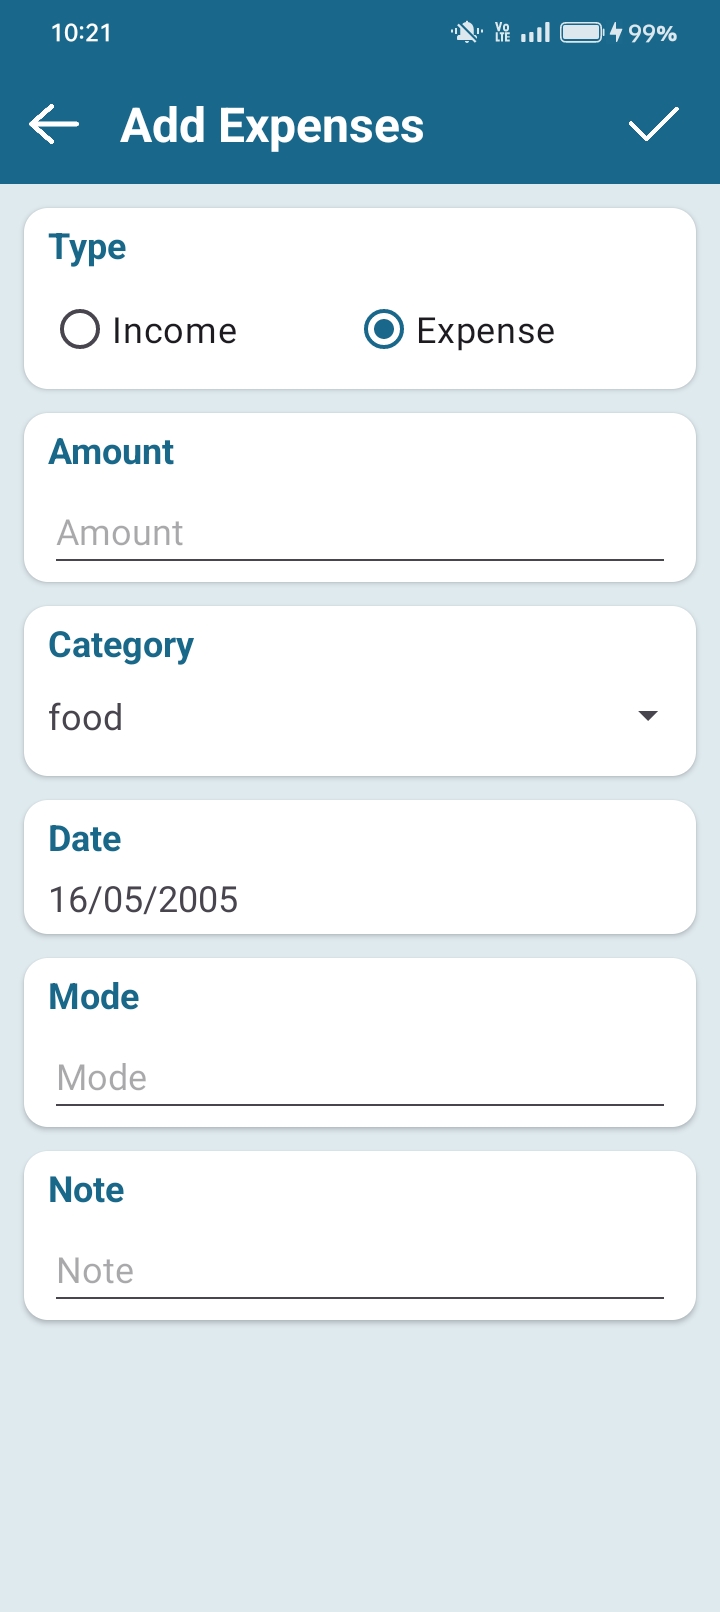 10:21 Vo LTE 99%
Add Expenses
Type
Income Expense
Amount
Amount
Category
food
Date
16/05/2005
Mode
Mode
Note
Note